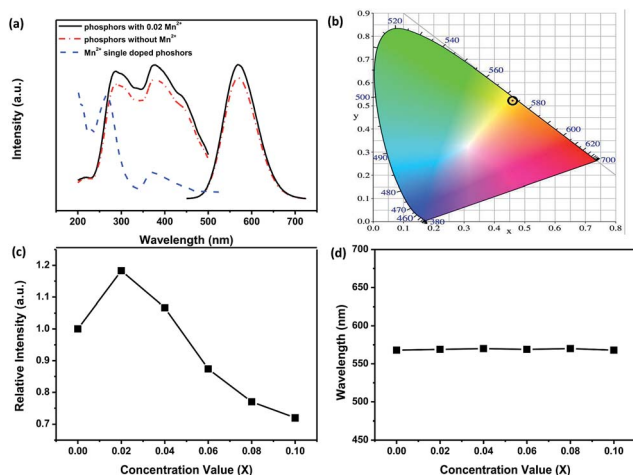 (a)
phosphors with 0.02 Mn²⁺
phosphors without Mn²⁺
Mn²⁺ single doped phoshors
Intensity (a.u.)
200 300 400 500 600 700
Wavelength (nm)
(b)
0.9
0.8
0.7
0.6
0.5
y
0.4
0.3
0.2
0.1
0.0
520
540
560
500
580
600
620
700
490
480
470
460
380
0.0 0.1 0.2 0.3 0.4 0.5 0.6 0.7 0.8
x
(c)
Relative Intensity (a.u.)
1.2
1.1
1.0
0.9
0.8
0.7
0.00 0.02 0.04 0.06 0.08 0.10
Concentration Value (X)
(d)
Wavelength (nm)
700
650
600
550
500
450
0.00 0.02 0.04 0.06 0.08 0.10
Concentration Value (X)